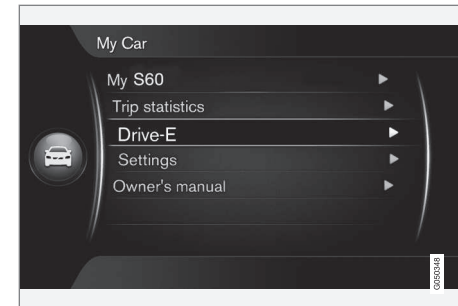 My Car
My S60
Trip statistics
Drive-E
Settings
Owner's manual
G050348